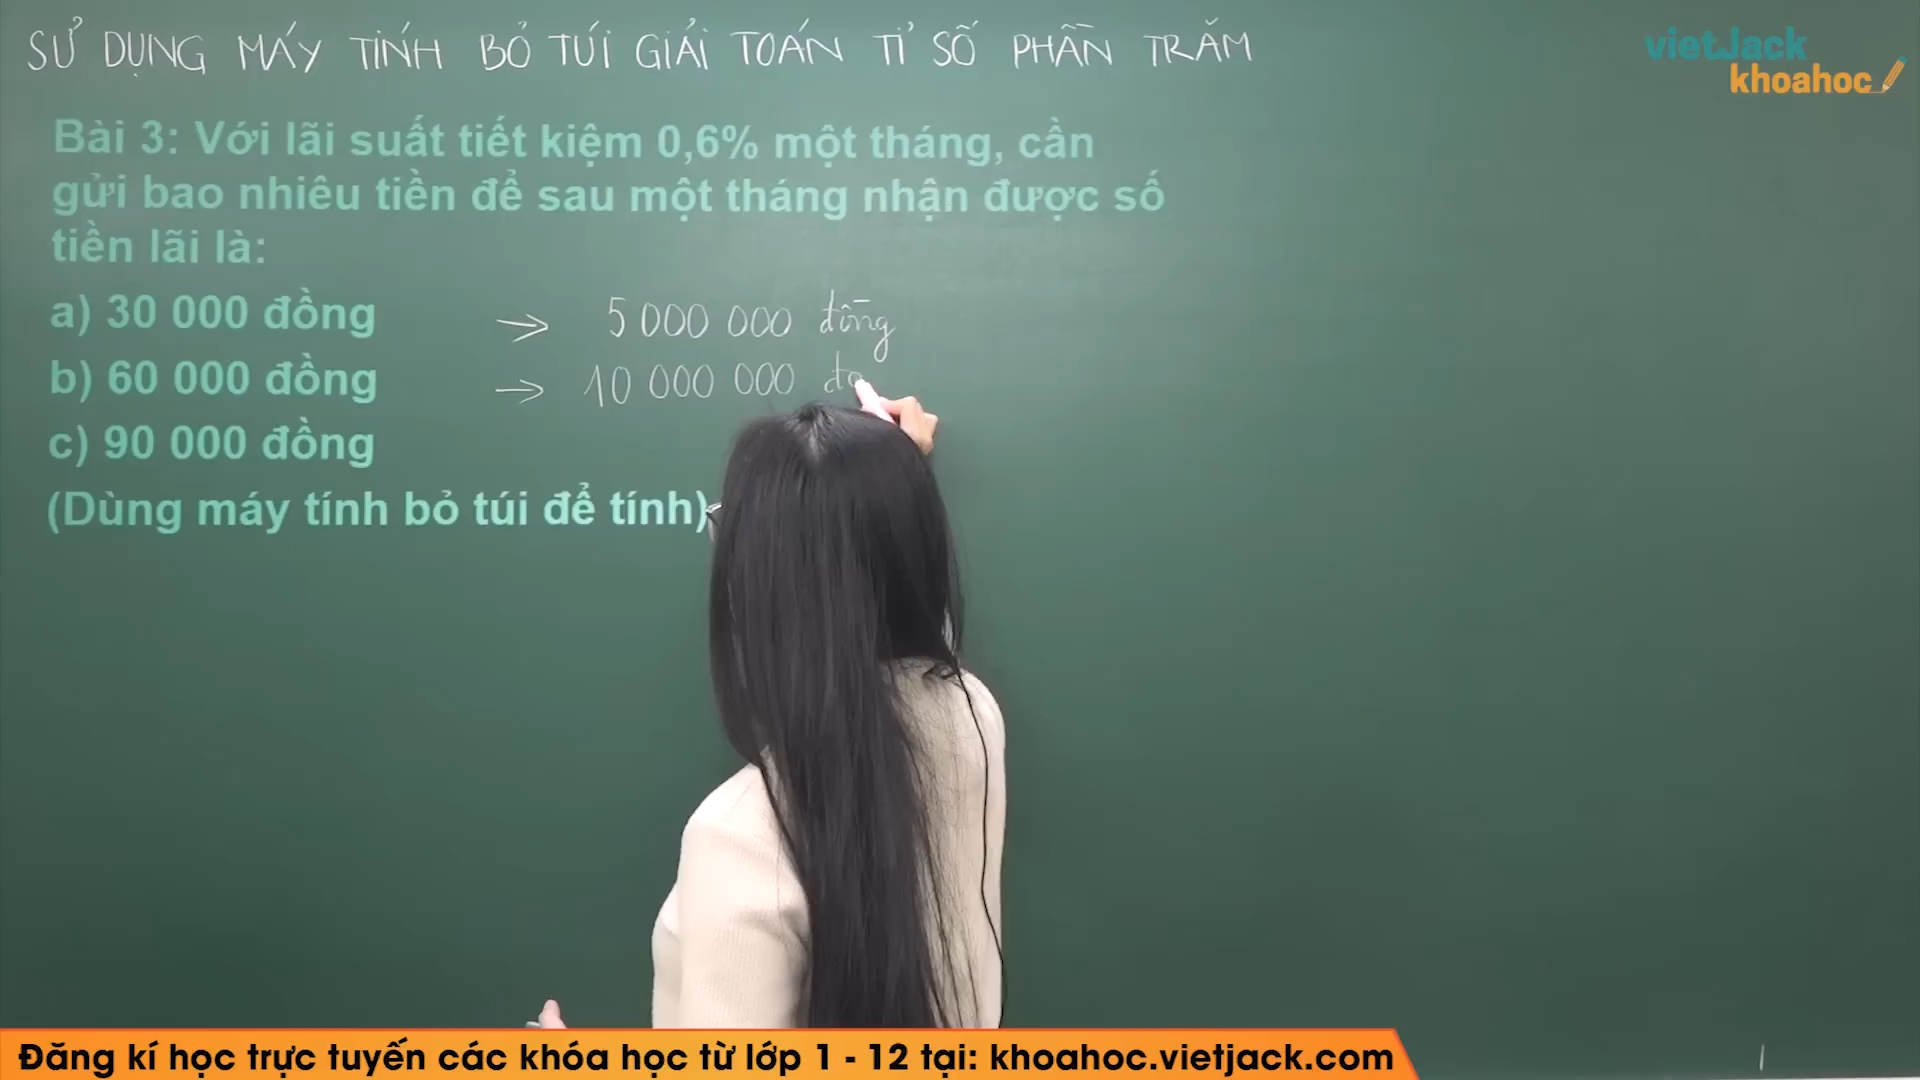 SỬ DỤNG MÁY TÍNH BỎ TÚI GIẢI TOÁN TỈ SỐ PHẦN TRĂM
vietJack
khoahoc
Bài 3: Với lãi suất tiết kiệm 0,6% một tháng, cần
gửi bao nhiêu tiền để sau một tháng nhận được số
tiền lãi là:
a) 30 000 đồng → 5 000 000 đồng
b) 60 000 đồng → 10 000 000 đồ
c) 90 000 đồng
(Dùng máy tính bỏ túi để tính)
Đăng kí học trực tuyến các khóa học từ lớp 1 - 12 tại: khoahoc.vietjack.com